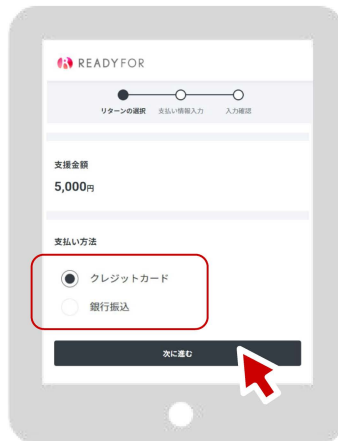 READYFOR
リターンの選択 支払い情報入力 入力確認
支援金額
5,000円
支払い方法
クレジットカード
銀行振込
次に進む